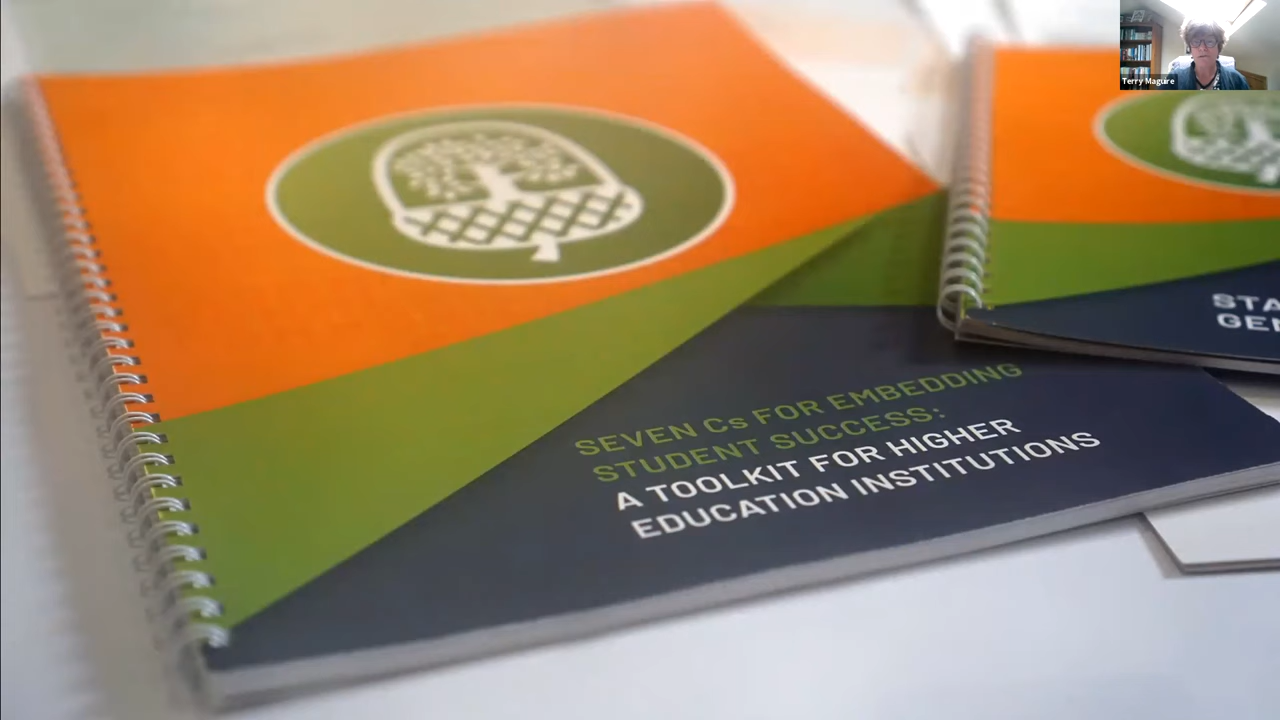 Terry Maguire
SEVEN Cs FOR EMBEDDING
STUDENT SUCCESS:
A TOOLKIT FOR HIGHER
EDUCATION INSTITUTIONS